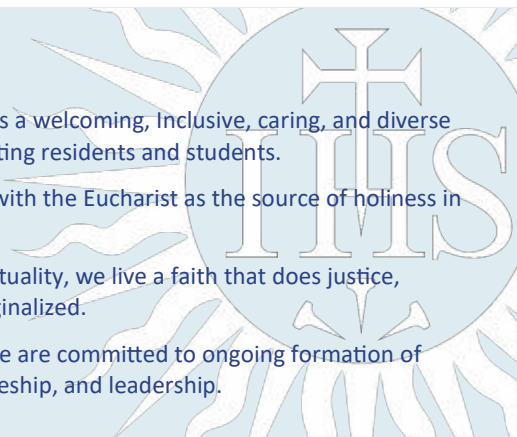 s a welcoming, Inclusive, caring, and diverse
ting residents and students.
with the Eucharist as the source of holiness in
tuality, we live a faith that does justice,
ginalized.
e are committed to ongoing formation of
eship, and leadership.
IHS